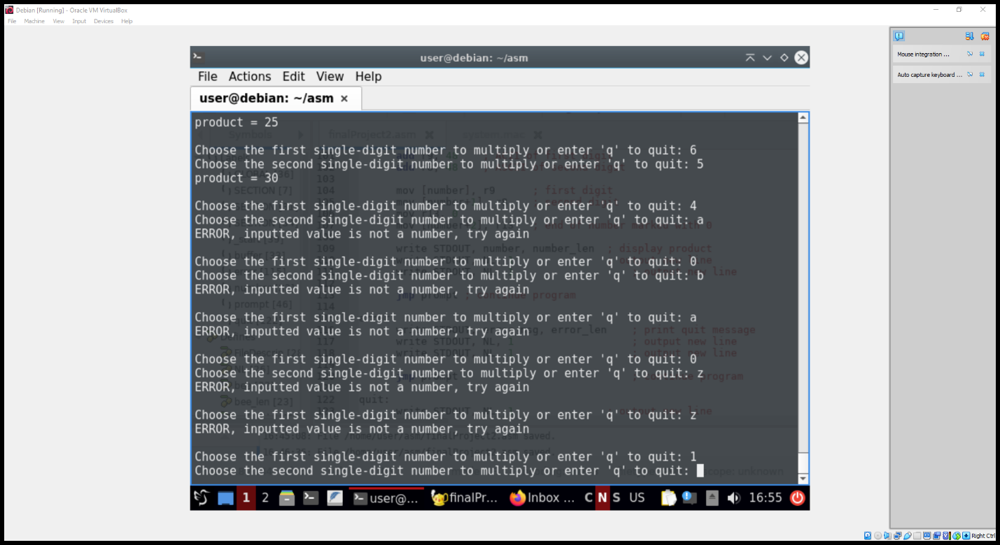 Debian [Running] - Oracle VM VirtualBox
File Machine View Input Devices Help
user@debian: ~/asm
File Actions Edit View Help
user@debian: ~/asm ×
product = 25
Choose the first single-digit number to multiply or enter 'q' to quit: 6
Choose the second single-digit number to multiply or enter 'q' to quit: 5
product = 30
Choose the first single-digit number to multiply or enter 'q' to quit: 4
Choose the second single-digit number to multiply or enter 'q' to quit: a
ERROR, inputted value is not a number, try again
Choose the first single-digit number to multiply or enter 'q' to quit: 0
Choose the second single-digit number to multiply or enter 'q' to quit: b
ERROR, inputted value is not a number, try again
Choose the first single-digit number to multiply or enter 'q' to quit: a
ERROR, inputted value is not a number, try again
Choose the first single-digit number to multiply or enter 'q' to quit: 0
Choose the second single-digit number to multiply or enter 'q' to quit: z
ERROR, inputted value is not a number, try again
Choose the first single-digit number to multiply or enter 'q' to quit: z
ERROR, inputted value is not a number, try again
Choose the first single-digit number to multiply or enter 'q' to quit: 1
Choose the second single-digit number to multiply or enter 'q' to quit:
1 2 user@... finalPr... Inbox ... C N S US 16:55
Mouse integration ...
Auto capture keyboard ...
Right Ctrl